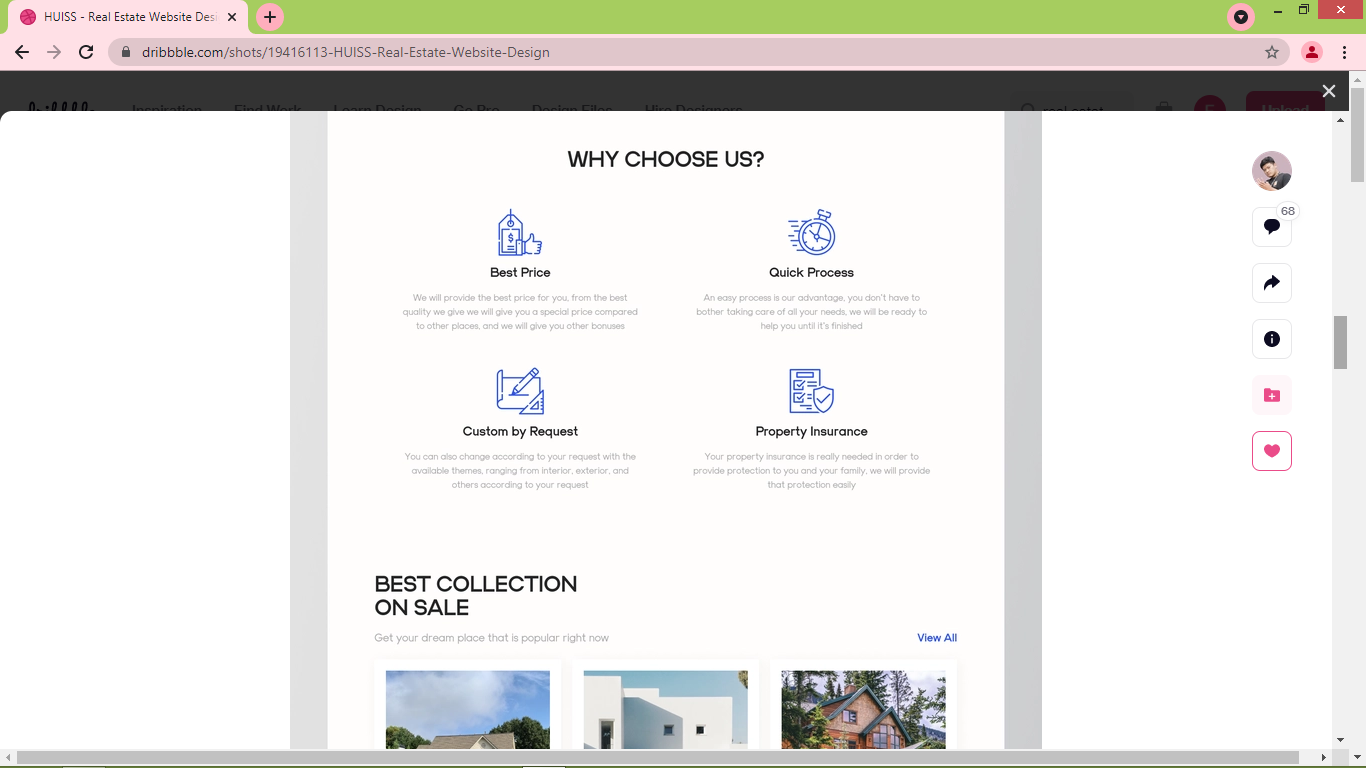 HUISS - Real Estate Website Desi
dribbble.com/shots/19416113-HUISS-Real-Estate-Website-Design
Inspiration Find Work Learn Design Go Pro Design Files Hire Designers
Upload
WHY CHOOSE US?
68
$
Best Price
Quick Process
We will provide the best price for you, from the best
quality we give we will give you a special price compared
to other places, and we will give you other bonuses
An easy process is our advantage, you don't have to
bother taking care of all your needs, we will be ready to
help you until it's finished
Custom by Request
Property Insurance
You can also change according to your request with the
available themes, ranging from interior, exterior, and
others according to your request
Your property insurance is really needed in order to
provide protection to you and your family, we will provide
that protection easily
BEST COLLECTION
ON SALE
Get your dream place that is popular right now
View All